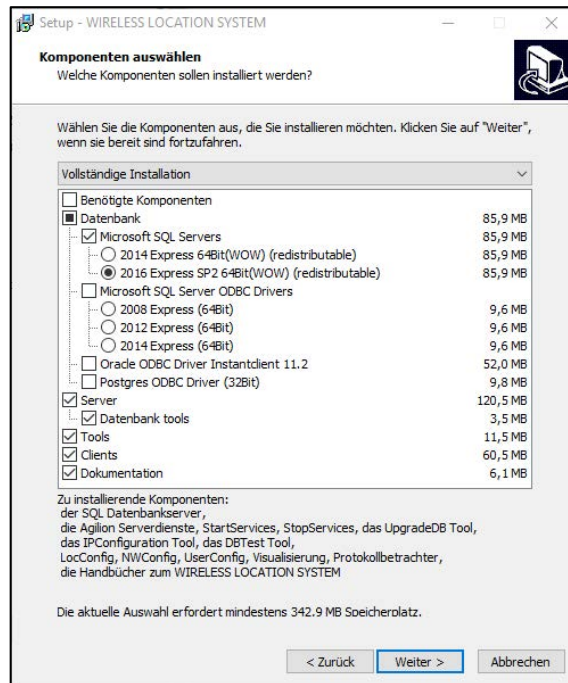 Setup - WIRELESS LOCATION SYSTEM
Komponenten auswählen
Welche Komponenten sollen installiert werden?
Wählen Sie die Komponenten aus, die Sie installieren möchten. Klicken Sie auf "Weiter",
wenn sie bereit sind fortzufahren.
Vollständige Installation
Benötigte Komponenten
Datenbank 85,9 MB
Microsoft SQL Servers 85,9 MB
2014 Express 64Bit(WOW) (redistributable) 85,9 MB
2016 Express SP2 64Bit(WOW) (redistributable) 85,9 MB
Microsoft SQL Server ODBC Drivers
2008 Express (64Bit) 9,6 MB
2012 Express (64Bit) 9,6 MB
2014 Express (64Bit) 9,6 MB
Oracle ODBC Driver Instantclient 11.2 52,0 MB
Postgres ODBC Driver (32Bit) 9,8 MB
Server 120,5 MB
Datenbank tools 3,5 MB
Tools 11,5 MB
Clients 60,5 MB
Dokumentation 6,1 MB
Zu installierende Komponenten:
der SQL Datenbankserver,
die Agilion Serverdienste, StartServices, StopServices, das UpgradeDB Tool,
das IPConfiguration Tool, das DBTest Tool,
LocConfig, NWConfig, UserConfig, Visualisierung, Protokollbetrachter,
die Handbücher zum WIRELESS LOCATION SYSTEM
Die aktuelle Auswahl erfordert mindestens 342.9 MB Speicherplatz.
< Zurück Weiter > Abbrechen